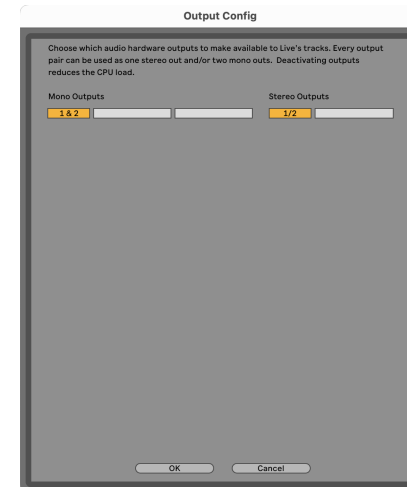 Output Config
Choose which audio hardware outputs to make available to Live's tracks. Every output
pair can be used as one stereo out and/or two mono outs. Deactivating outputs
reduces the CPU load.
Mono Outputs Stereo Outputs
1 & 2 1/2
OK Cancel